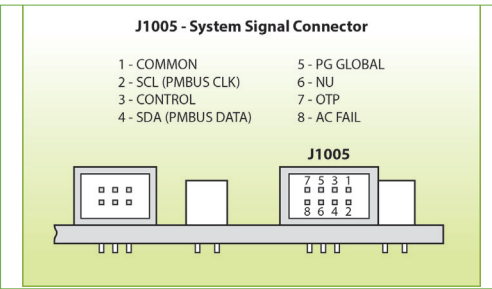 J1005 - System Signal Connector
1 - COMMON
2 - SCL (PMBUS CLK)
3 - CONTROL
4 - SDA (PMBUS DATA)
5 - PG GLOBAL
6 - NU
7 - OTP
8 - AC FAIL
J1005
7 5 3 1
8 6 4 2